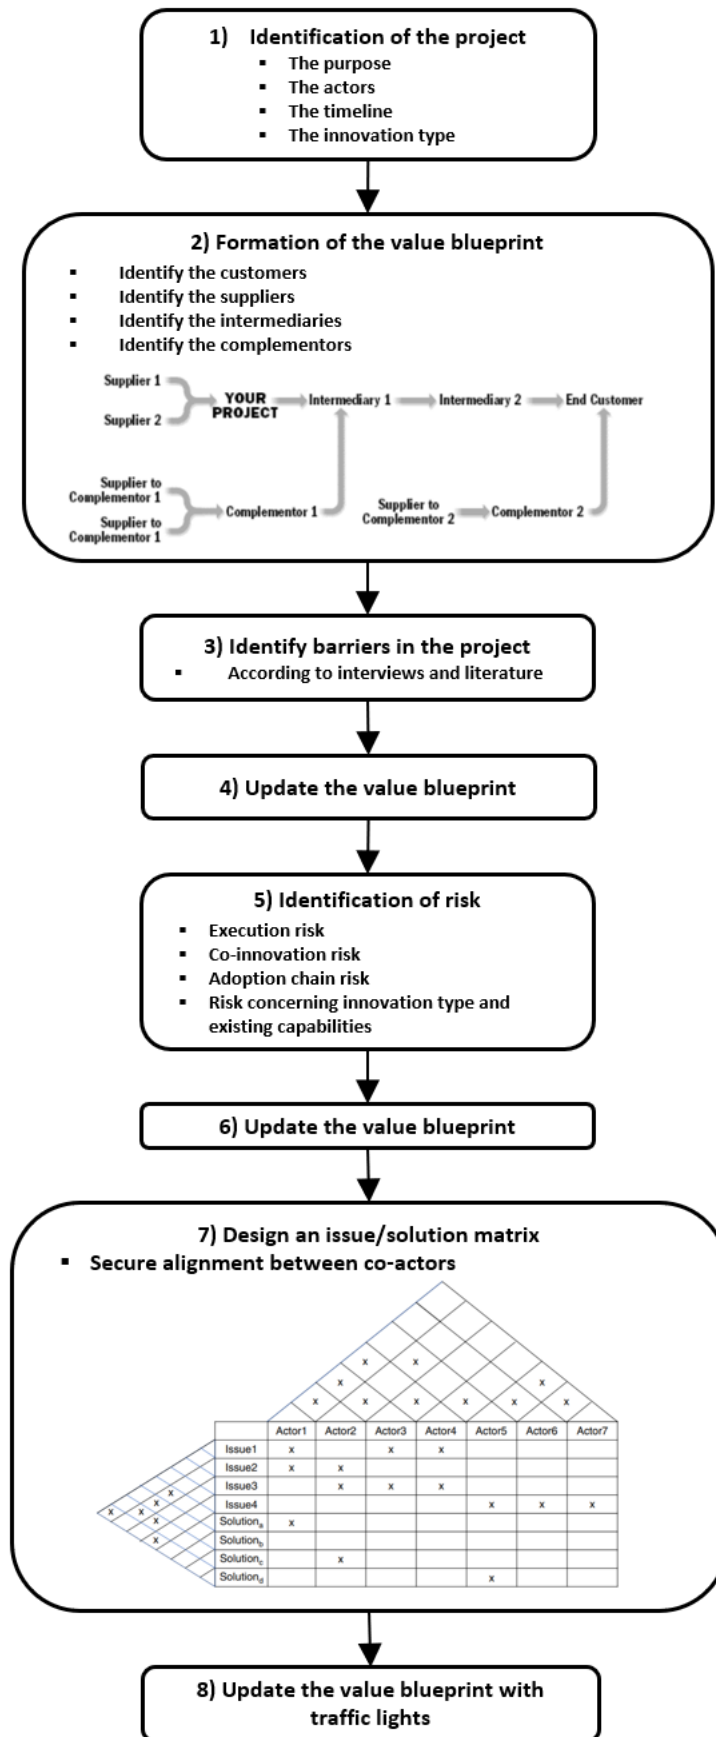 1) Identification of the project
▪ The purpose
▪ The actors
▪ The timeline
▪ The innovation type
2) Formation of the value blueprint
▪ Identify the customers
▪ Identify the suppliers
▪ Identify the intermediaries
▪ Identify the complementors
Supplier 1
Supplier 2
YOUR
PROJECT
Intermediary 1
Intermediary 2
End Customer
Supplier to
Complementor 1
Supplier to
Complementor 1
Complementor 1
Supplier to
Complementor 2
Complementor 2
3) Identify barriers in the project
▪ According to interviews and literature
4) Update the value blueprint
5) Identification of risk
▪ Execution risk
▪ Co-innovation risk
▪ Adoption chain risk
▪ Risk concerning innovation type and
existing capabilities
6) Update the value blueprint
7) Design an issue/solution matrix
▪ Secure alignment between co-actors
x x
x x
x x x x x x
Actor1 Actor2 Actor3 Actor4 Actor5 Actor6 Actor7
Issue1 x x x
Issue2 x x
Issue3 x x x
Issue4 x x x
Solutiona x
Solutionb
Solutionc x
Solutiond x
x
x
x x
x
x
8) Update the value blueprint with
traffic lights